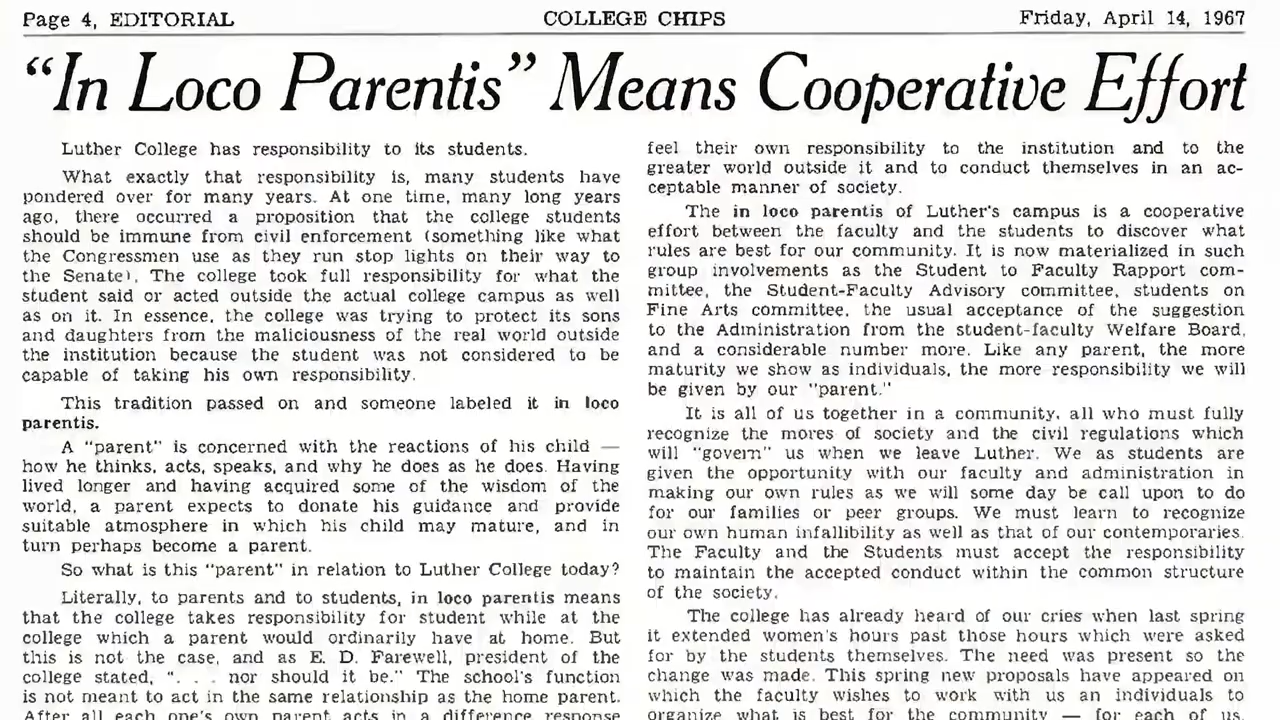 Page 4, EDITORIAL COLLEGE CHIPS Friday, April 14, 1967
“In Loco Parentis” Means Cooperative Effort
Luther College has responsibility to its students.
What exactly that responsibility is, many students have
pondered over for many years. At one time, many long years
ago, there occurred a proposition that the college students
should be immune from civil enforcement (something like what
the Congressmen use as they run stop lights on their way to
the Senate). The college took full responsibility for what the
student said or acted outside the actual college campus as well
as on it. In essence, the college was trying to protect its sons
and daughters from the maliciousness of the real world outside
the institution because the student was not considered to be
capable of taking his own responsibility.
This tradition passed on and someone labeled it in loco
parentis.
A "parent" is concerned with the reactions of his child —
how he thinks, acts, speaks, and why he does as he does. Having
lived longer and having acquired some of the wisdom of the
world, a parent expects to donate his guidance and provide
suitable atmosphere in which his child may mature, and in
turn perhaps become a parent.
So what is this "parent" in relation to Luther College today?
Literally, to parents and to students, in loco parentis means
that the college takes responsibility for student while at the
college which a parent would ordinarily have at home. But
this is not the case, and as E. D. Farewell, president of the
college stated, ". . . nor should it be." The school's function
is not meant to act in the same relationship as the home parent.
After all each one's own parent acts in a difference response
feel their own responsibility to the institution and to the
greater world outside it and to conduct themselves in an ac-
ceptable manner of society.
The in loco parentis of Luther's campus is a cooperative
effort between the faculty and the students to discover what
rules are best for our community. It is now materialized in such
group involvements as the Student to Faculty Rapport com-
mittee, the Student-Faculty Advisory committee, students on
Fine Arts committee, the usual acceptance of the suggestion
to the Administration from the student-faculty Welfare Board,
and a considerable number more. Like any parent, the more
maturity we show as individuals, the more responsibility we will
be given by our "parent."
It is all of us together in a community, all who must fully
recognize the mores of society and the civil regulations which
will "govern" us when we leave Luther. We as students are
given the opportunity with our faculty and administration in
making our own rules as we will some day be call upon to do
for our families or peer groups. We must learn to recognize
our own human infallibility as well as that of our contemporaries.
The Faculty and the Students must accept the responsibility
to maintain the accepted conduct within the common structure
of the society.
The college has already heard of our cries when last spring
it extended women's hours past those hours which were asked
for by the students themselves. The need was present so the
change was made. This spring new proposals have appeared on
which the faculty wishes to work with us an individuals to
organize what is best for the community — for each of us.